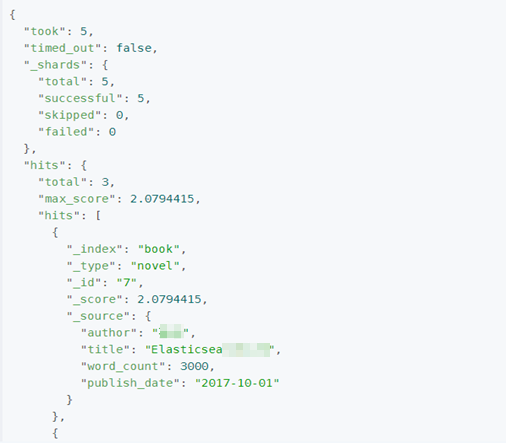 {
"took": 5,
"timed_out": false,
"_shards": {
"total": 5,
"successful": 5,
"skipped": 0,
"failed": 0
},
"hits": {
"total": 3,
"max_score": 2.0794415,
"hits": [
{
"_index": "book",
"_type": "novel",
"_id": "7",
"_score": 2.0794415,
"_source": {
"author": "",
"title": "Elasticsea",
"word_count": 3000,
"publish_date": "2017-10-01"
}
},
{